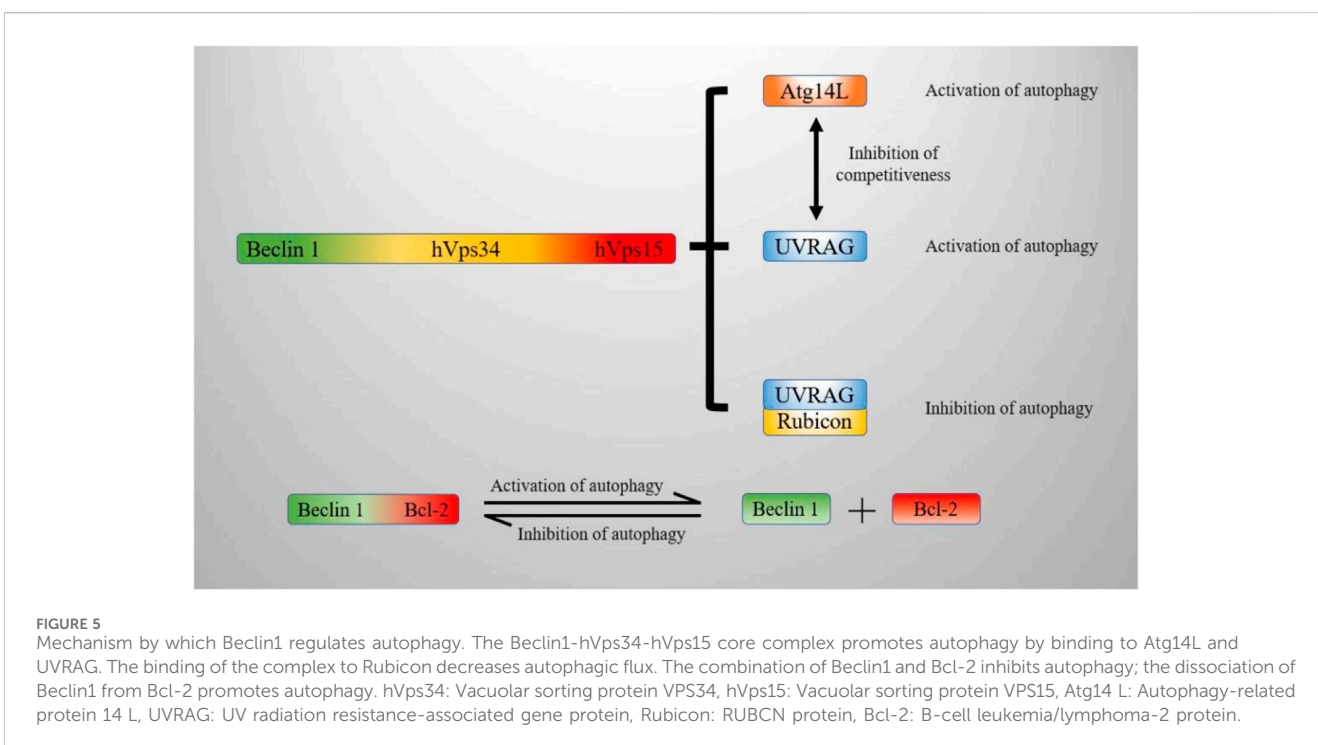 Atg14L
Activation of autophagy
Inhibition of
competitiveness
Beclin 1 hVps34 hVps15
UVRAG
Activation of autophagy
UVRAG
Rubicon
Inhibition of autophagy
Beclin 1 Bcl-2
Activation of autophagy
Inhibition of autophagy
Beclin 1 + Bcl-2
FIGURE 5
Mechanism by which Beclin1 regulates autophagy. The Beclin1-hVps34-hVps15 core complex promotes autophagy by binding to Atg14L and
UVRAG. The binding of the complex to Rubicon decreases autophagic flux. The combination of Beclin1 and Bcl-2 inhibits autophagy; the dissociation of
Beclin1 from Bcl-2 promotes autophagy. hVps34: Vacuolar sorting protein VPS34, hVps15: Vacuolar sorting protein VPS15, Atg14 L: Autophagy-related
protein 14 L, UVRAG: UV radiation resistance-associated gene protein, Rubicon: RUBCN protein, Bcl-2: B-cell leukemia/lymphoma-2 protein.